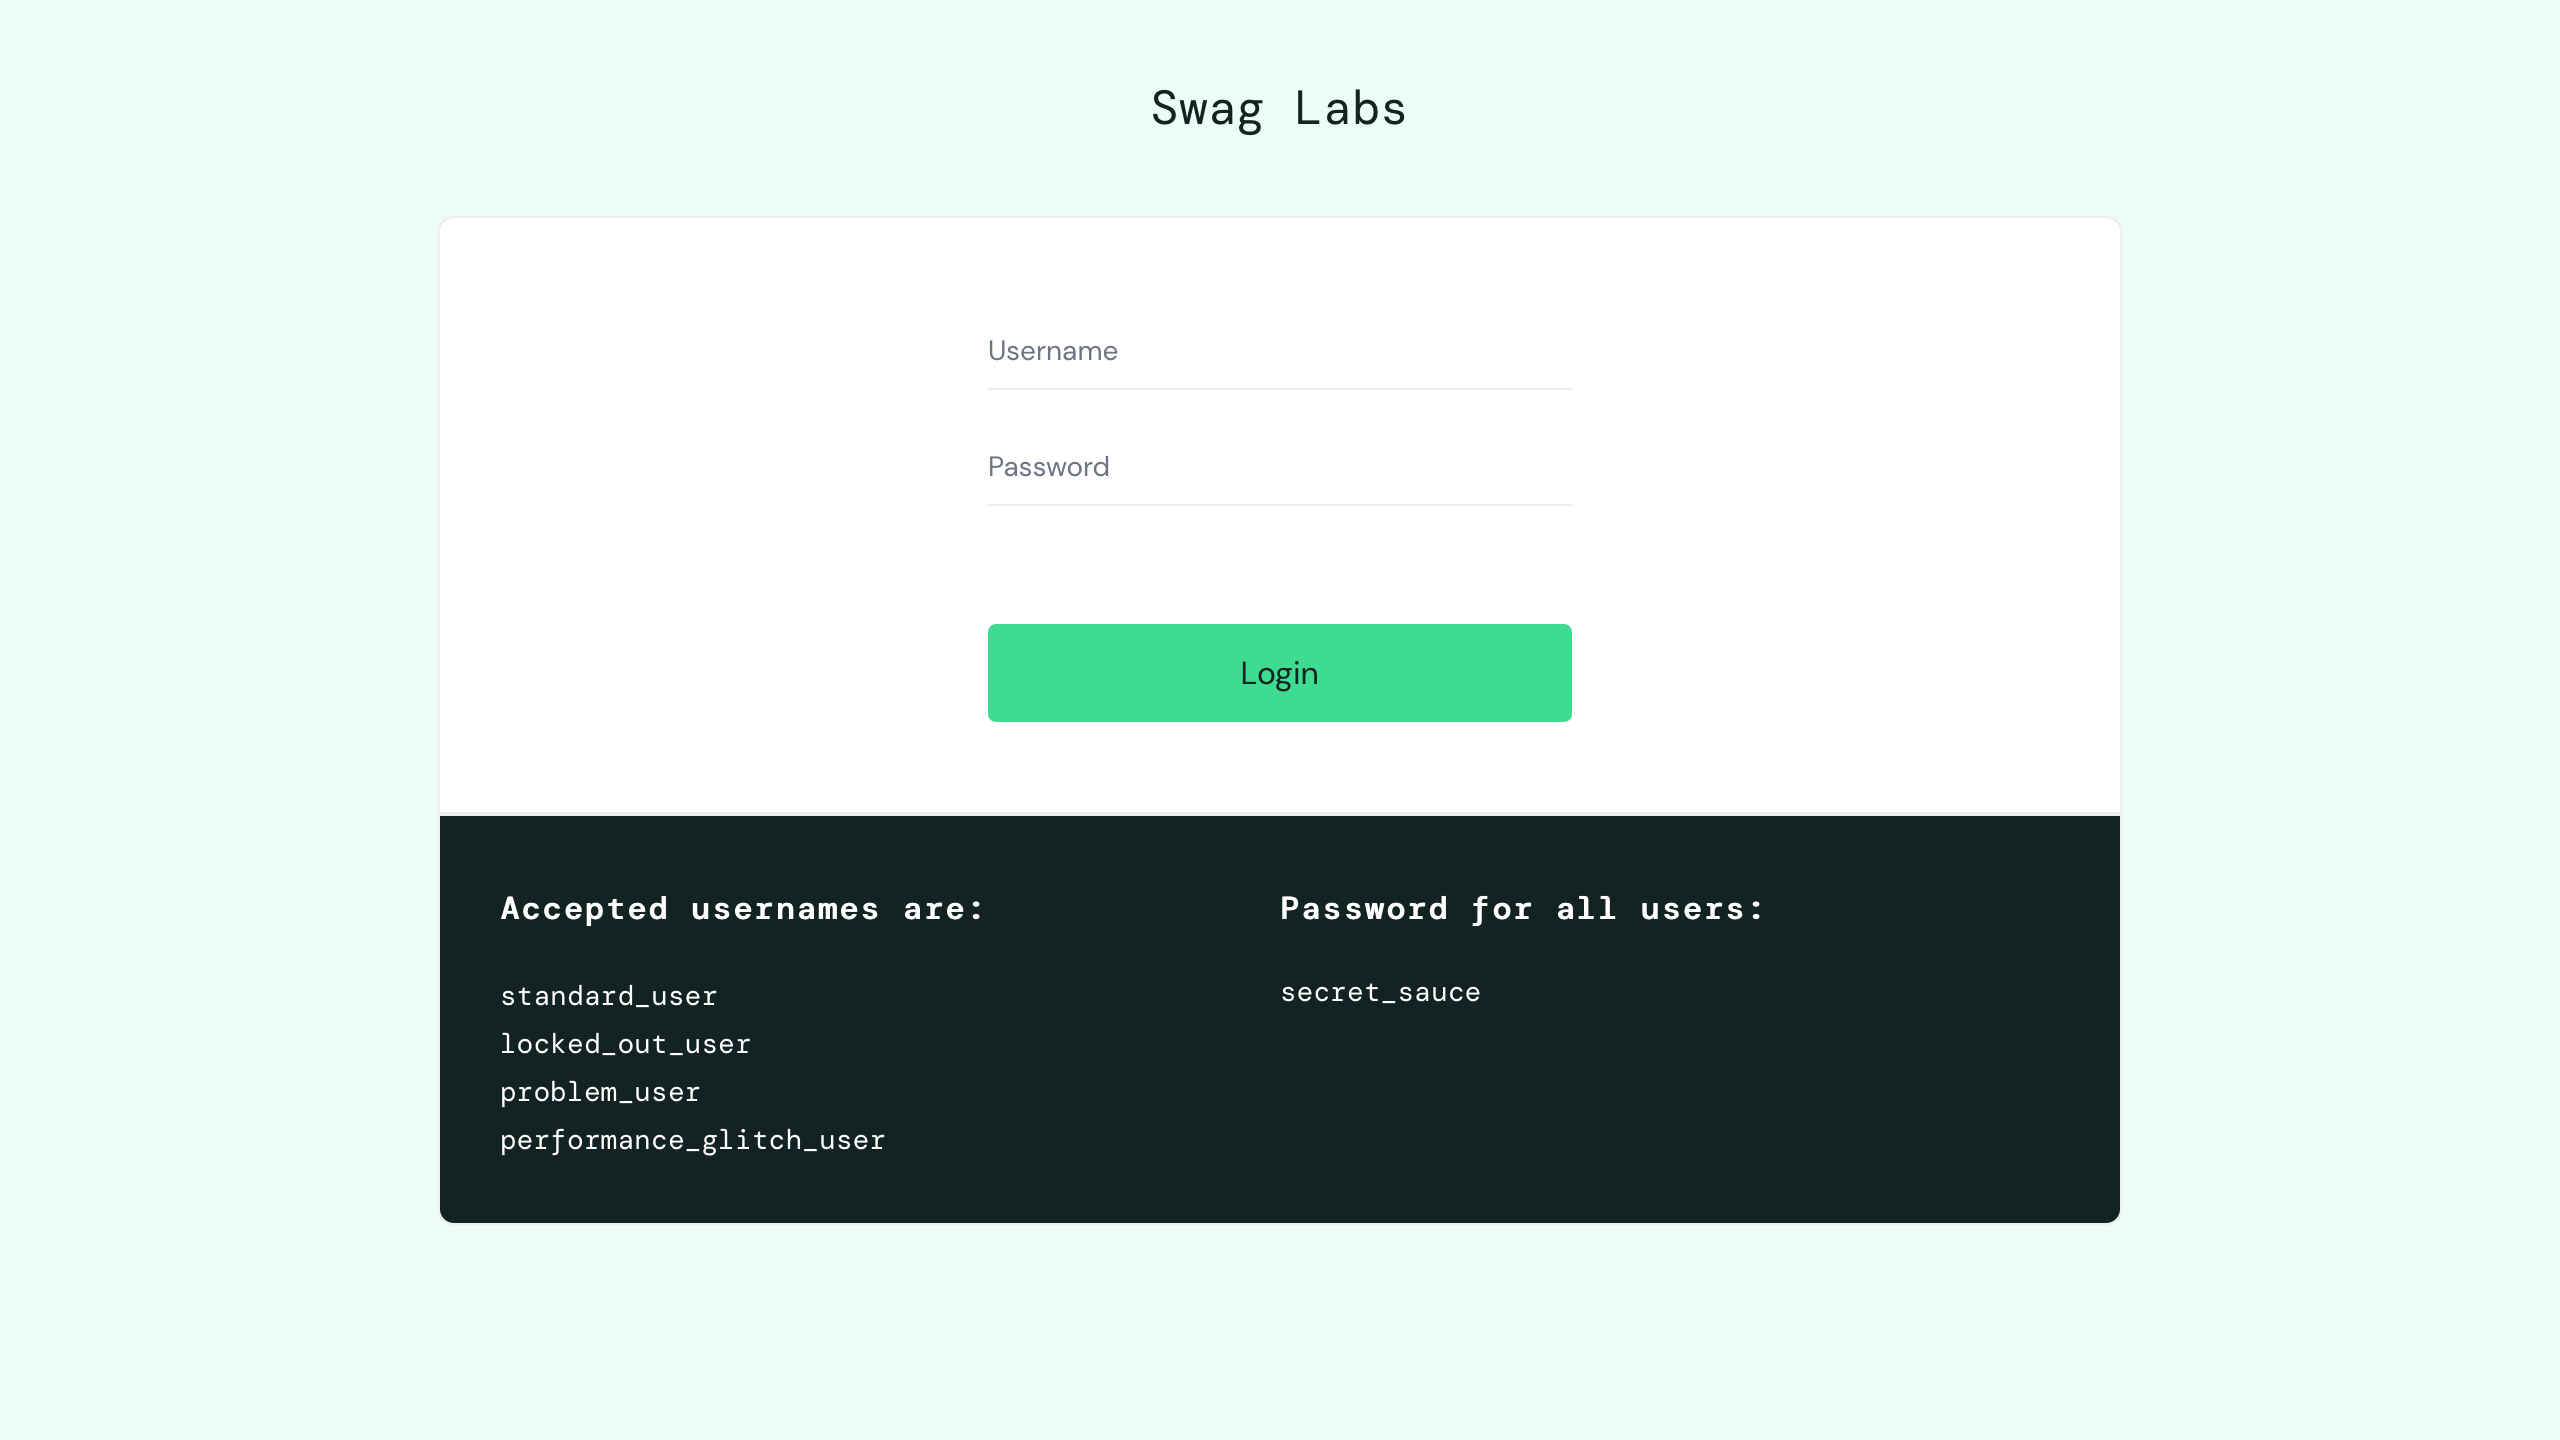 Swag Labs
Username
Password
Login
Accepted usernames are:
standard_user
locked_out_user
problem_user
performance_glitch_user
Password for all users:
secret_sauce